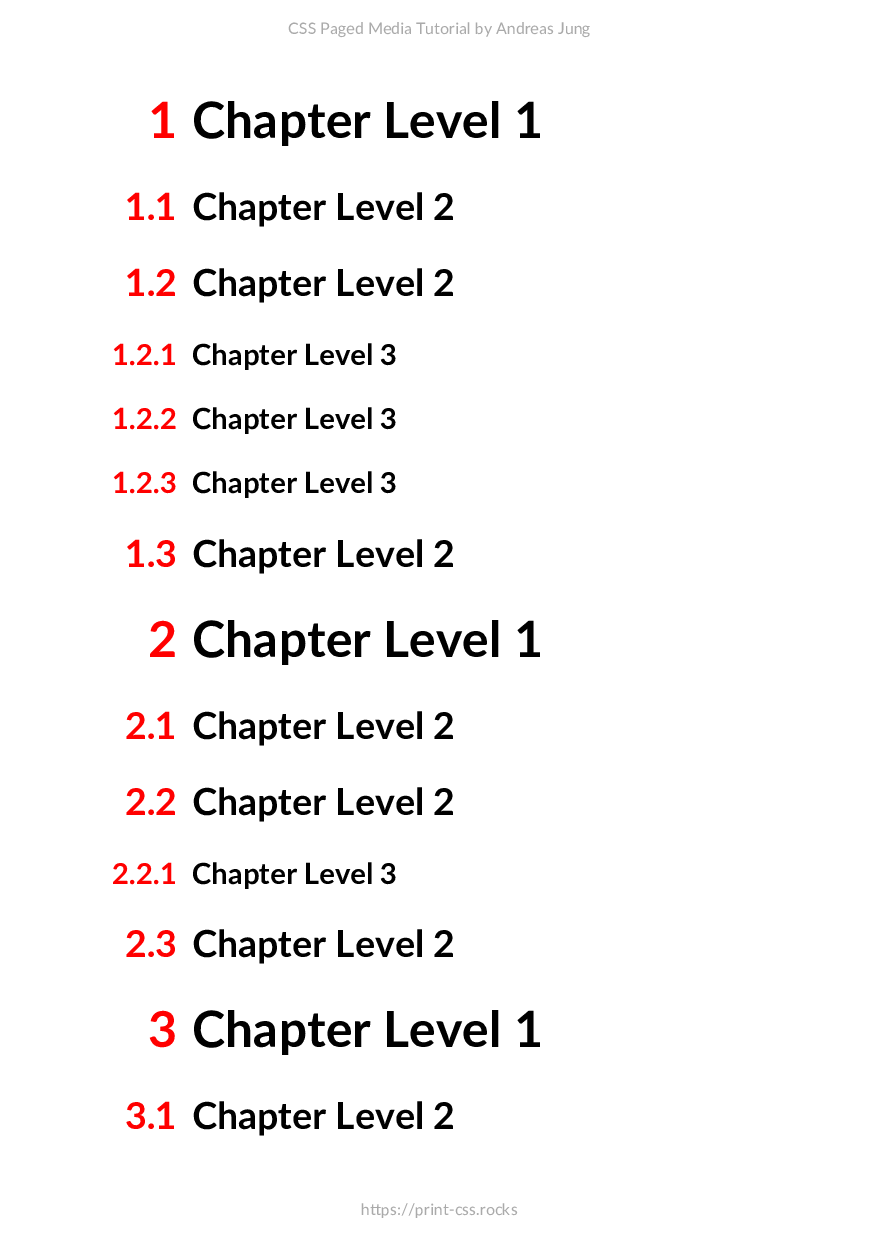 CSS Paged Media Tutorial by Andreas Jung
1 Chapter Level 1
1.1 Chapter Level 2
1.2 Chapter Level 2
1.2.1 Chapter Level 3
1.2.2 Chapter Level 3
1.2.3 Chapter Level 3
1.3 Chapter Level 2
2 Chapter Level 1
2.1 Chapter Level 2
2.2 Chapter Level 2
2.2.1 Chapter Level 3
2.3 Chapter Level 2
3 Chapter Level 1
3.1 Chapter Level 2
https://print-css.rocks